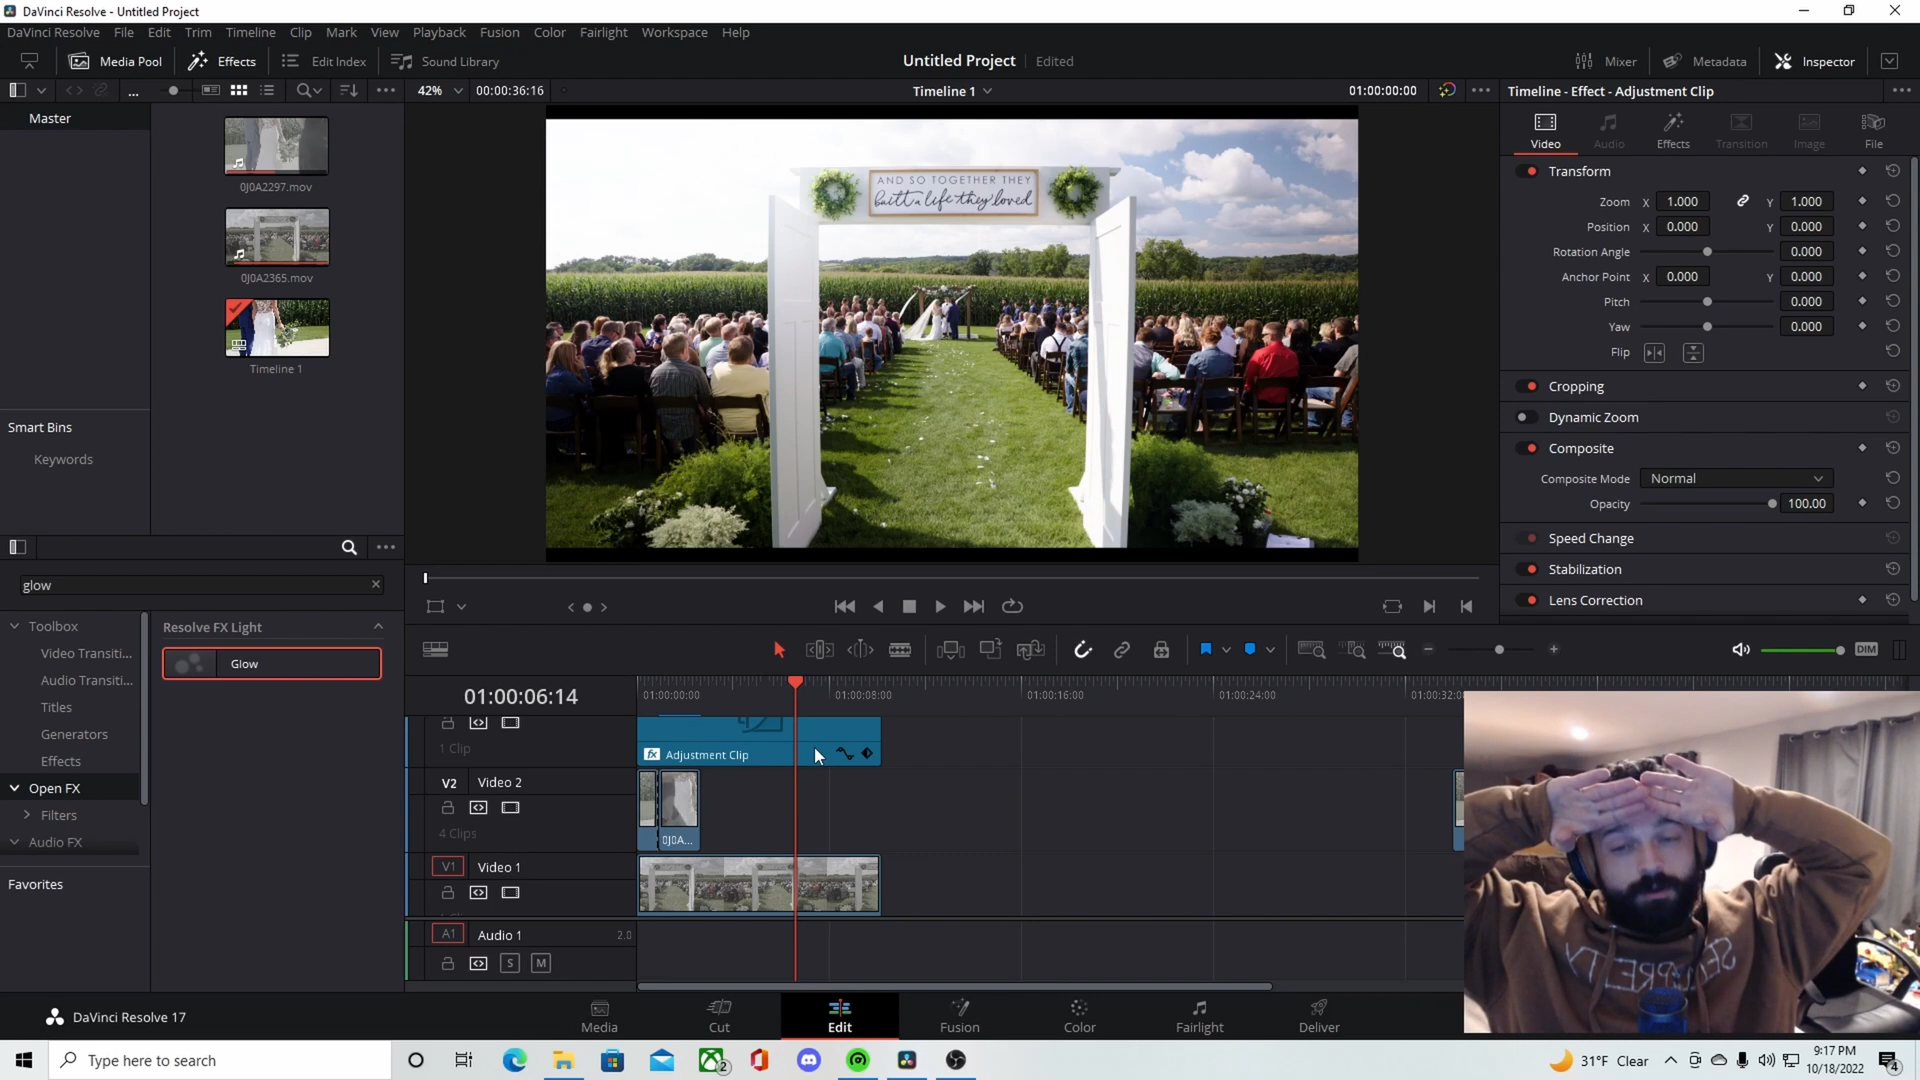 DaVinci Resolve - Untitled Project
DaVinci Resolve File Edit Trim Timeline Clip Mark View Playback Fusion Color Fairlight Workspace Help
Media Pool Effects Edit Index Sound Library Untitled Project Edited Mixer Metadata Inspector
... 42% 00:00:36:16 Timeline 1 01:00:00:00 Timeline - Effect - Adjustment Clip
Master
Video Audio Effects Transition Image File
0J0A2297.mov
0J0A2365.mov
Timeline 1
Smart Bins
Keywords
AND SO TOGETHER THEY
built a life they loved
Transform
Zoom X 1.000 Y 1.000
Position X 0.000 Y 0.000
Rotation Angle 0.000
Anchor Point X 0.000 Y 0.000
Pitch 0.000
Yaw 0.000
Flip
Cropping
Dynamic Zoom
Composite
Composite Mode Normal
Opacity 100.00
Speed Change
Stabilization
Lens Correction
glow
Toolbox
Video Transiti...
Audio Transiti...
Titles
Generators
Effects
Open FX
Filters
Audio FX
Favorites
Resolve FX Light
Glow
DIM
01:00:06:14 01:00:00:00 01:00:08:00 01:00:16:00 01:00:24:00 01:00:32:0
1 Clip
fx Adjustment Clip
V2 Video 2
4 Clips
0J0A...
V1 Video 1
A1 Audio 1 2.0
S M
DaVinci Resolve 17
Media Cut Edit Fusion Color Fairlight Deliver
Type here to search
2
31°F Clear
9:17 PM
10/18/2022
4